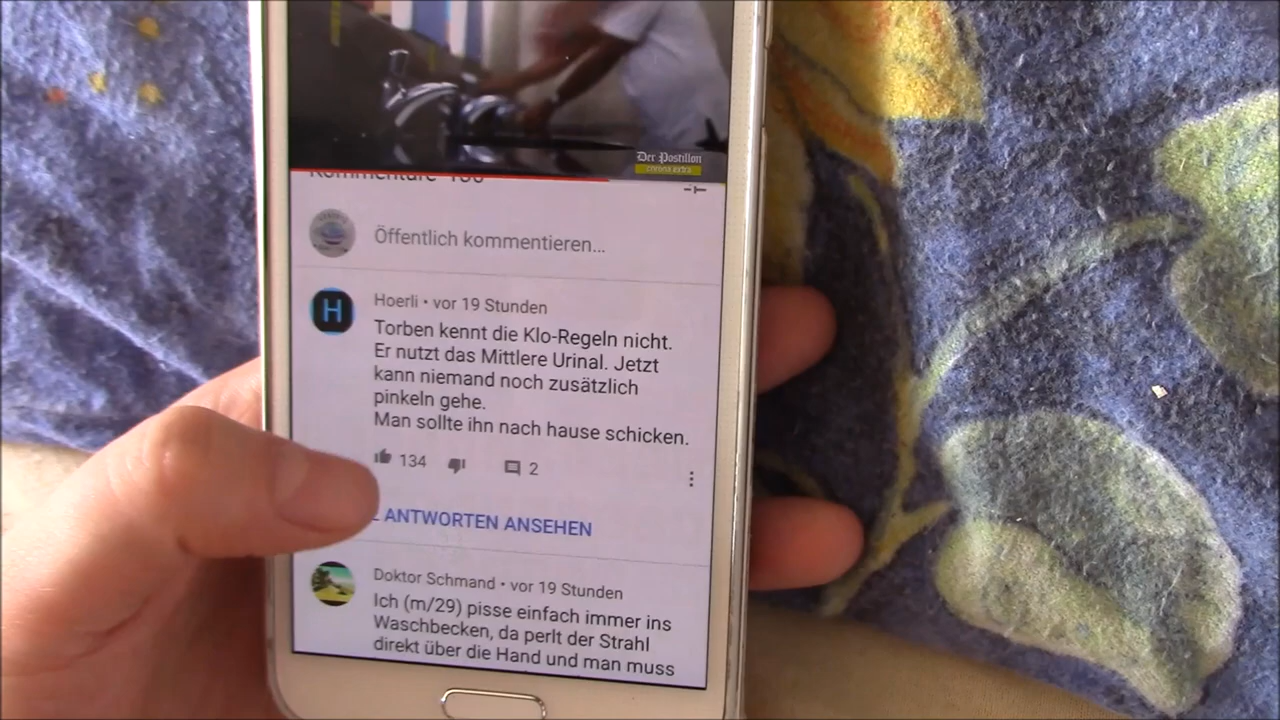 Der Postillon
corona extra
Kommentare
Öffentlich kommentieren...
H
Hoerli • vor 19 Stunden
Torben kennt die Klo-Regeln nicht.
Er nutzt das Mittlere Urinal. Jetzt
kann niemand noch zusätzlich
pinkeln gehe.
Man sollte ihn nach hause schicken.
134
2
ANTWORTEN ANSEHEN
Doktor Schmand • vor 19 Stunden
Ich (m/29) pisse einfach immer ins
Waschbecken, da perlt der Strahl
direkt über die Hand und man muss